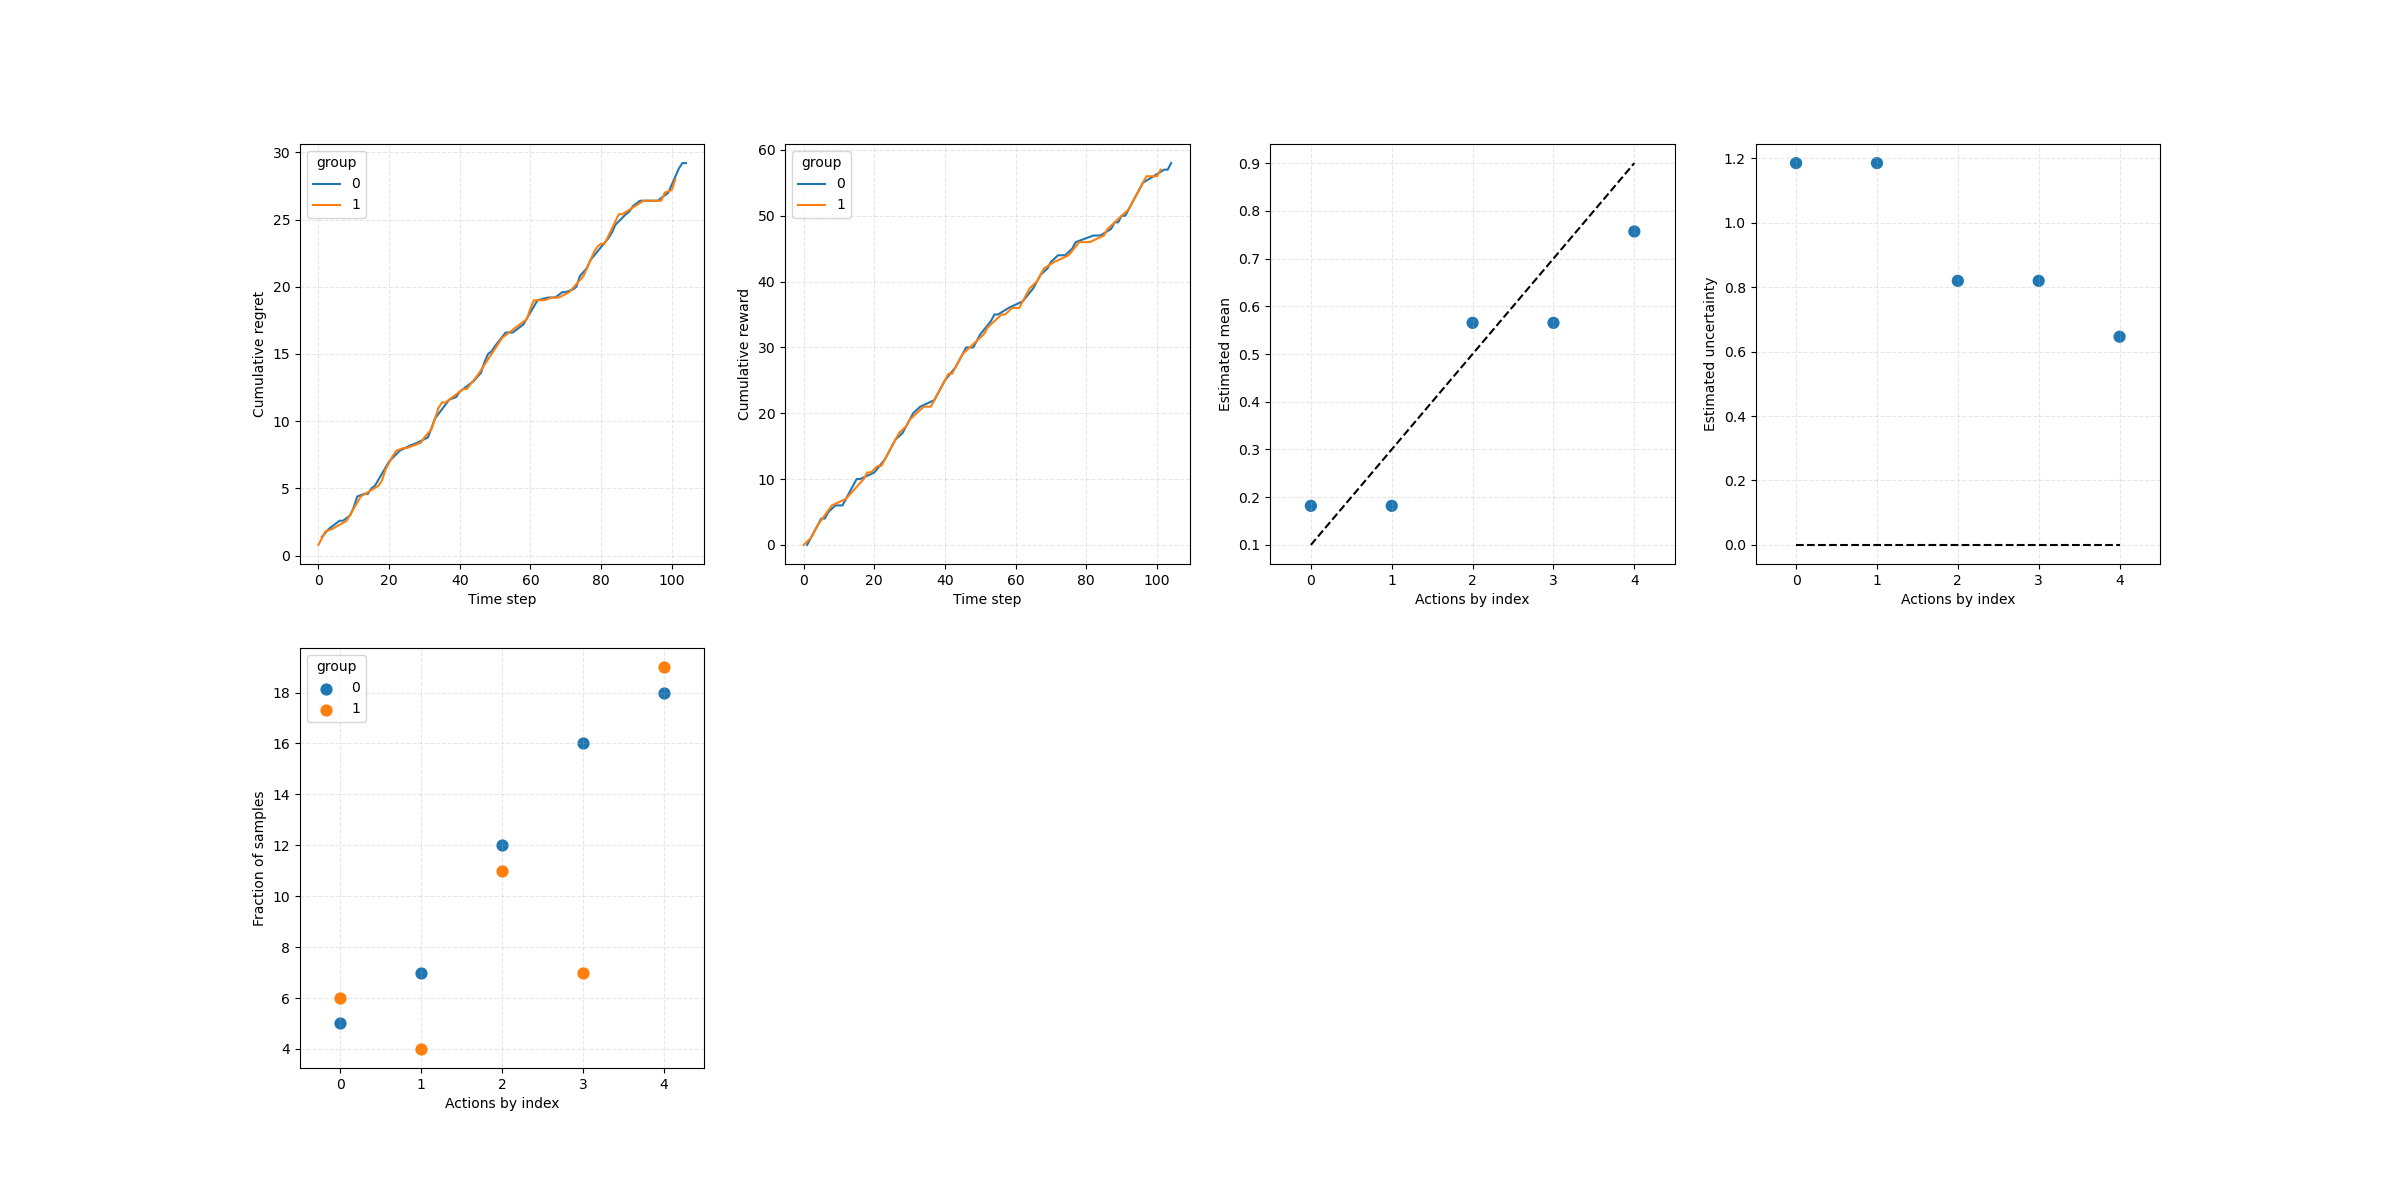 30
25
20
15
10
5
0
Cumulative regret
group
0
1
0 20 40 60 80 100
Time step
60
50
40
30
20
10
0
Cumulative reward
group
0
1
0 20 40 60 80 100
Time step
0.9
0.8
0.7
0.6
0.5
0.4
0.3
0.2
0.1
Estimated mean
0 1 2 3 4
Actions by index
1.2
1.0
0.8
0.6
0.4
0.2
0.0
Estimated uncertainty
0 1 2 3 4
Actions by index
18
16
14
12
10
8
6
4
Fraction of samples
group
0
1
0 1 2 3 4
Actions by index